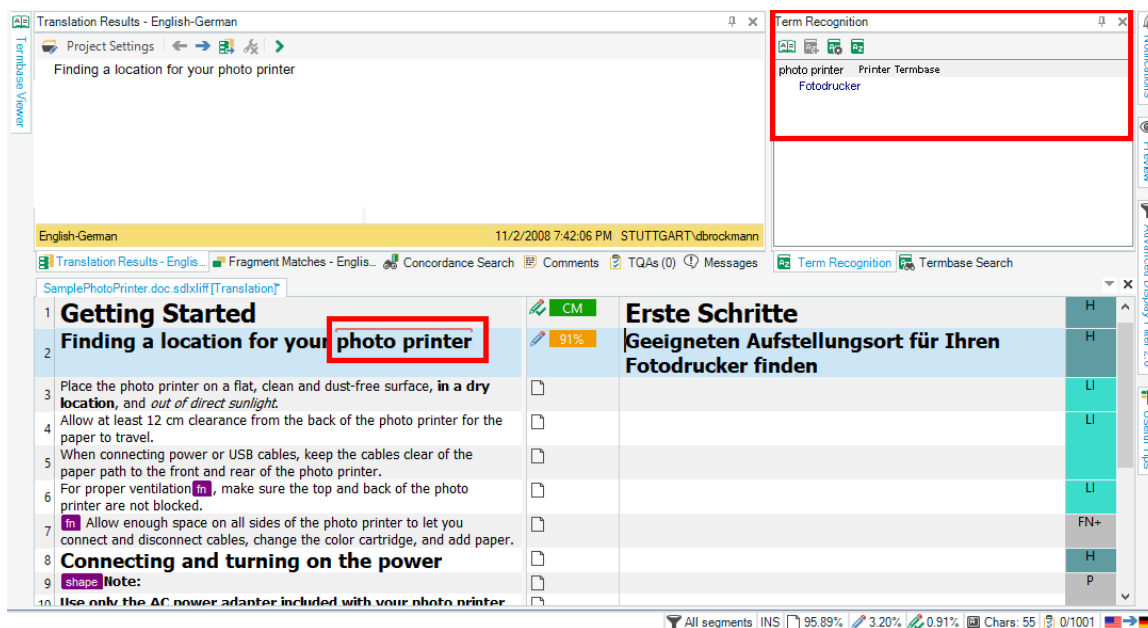 Translation Results - English-German
Project Settings
Finding a location for your photo printer
English-German 11/2/2008 7:42:06 PM STUTTGART\dbrockmann
Translation Results - Englis... Fragment Matches - Englis... Concordance Search Comments TQAs (0) Messages
Term Recognition
photo printer Printer Termbase
Fotodrucker
Term Recognition Termbase Search
Termbase Viewer
SamplePhotoPrinter.doc.sdlxliff [Translation]*
1 Getting Started CM Erste Schritte H
2 Finding a location for your photo printer 91% Geeigneten Aufstellungsort für Ihren H
Fotodrucker finden
3 Place the photo printer on a flat, clean and dust-free surface, in a dry LI
location, and out of direct sunlight.
4 Allow at least 12 cm clearance from the back of the photo printer for the LI
paper to travel.
5 When connecting power or USB cables, keep the cables clear of the
paper path to the front and rear of the photo printer.
6 For proper ventilation fn , make sure the top and back of the photo LI
printer are not blocked.
7 fn Allow enough space on all sides of the photo printer to let you FN+
connect and disconnect cables, change the color cartridge, and add paper.
8 Connecting and turning on the power H
9 shape Note: P
10 Use only the AC power adapter included with your photo printer
All segments INS 95.89% 3.20% 0.91% Chars: 55 0/1001